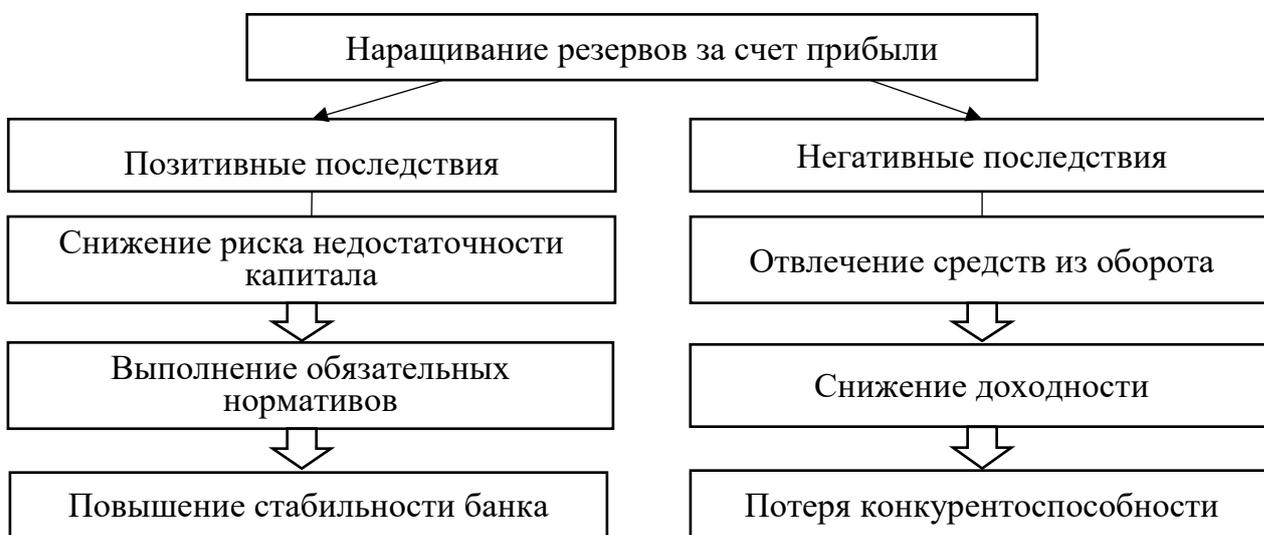 Наращивание резервов за счет прибыли
Позитивные последствия
Негативные последствия
Снижение риска недостаточности
капитала
Отвлечение средств из оборота
Выполнение обязательных
нормативов
Снижение доходности
Повышение стабильности банка
Потеря конкурентоспособности